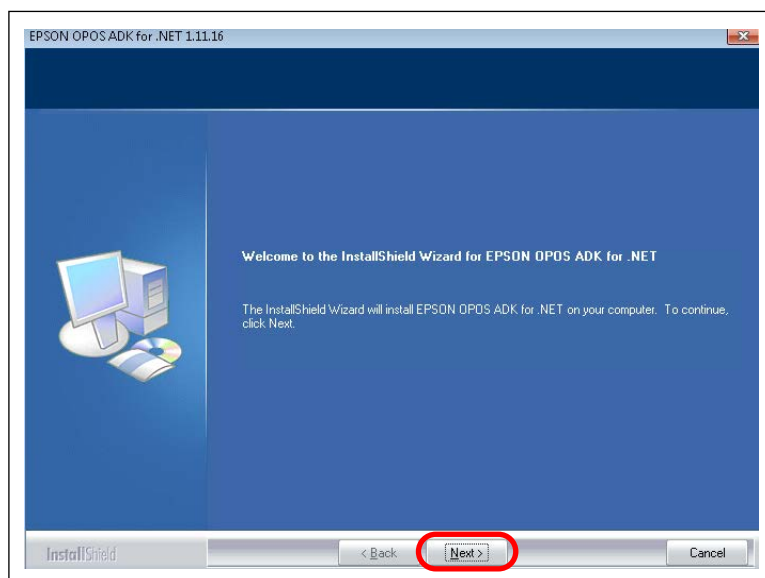 EPSON OPOS ADK for .NET 1.11.16
Welcome to the InstallShield Wizard for EPSON OPOS ADK for .NET
The InstallShield Wizard will install EPSON OPOS ADK for .NET on your computer. To continue,
click Next.
InstallShield
< Back
Next >
Cancel